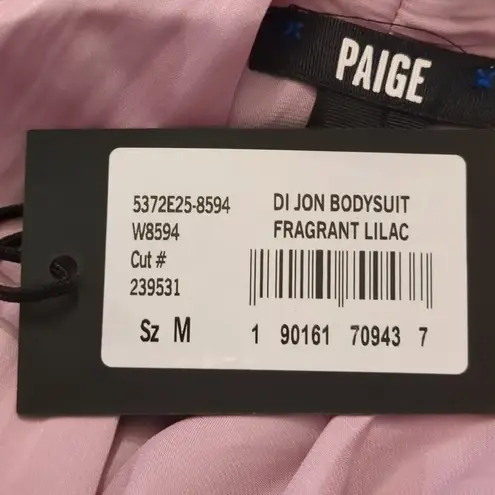 PAIGE
5372E25-8594
W8594
Cut #
239531
Sz M
DI JON BODYSUIT
FRAGRANT LILAC
1 90161 70943 7